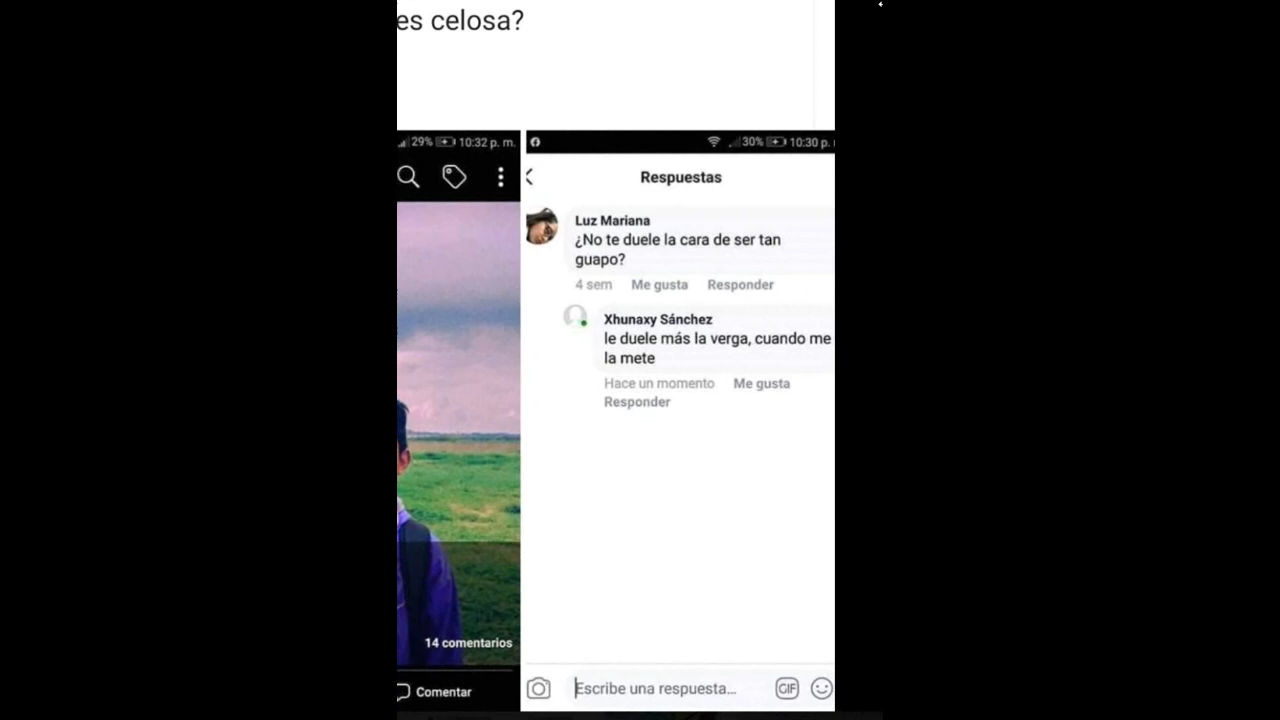 es celosa?
29%
10:32 p. m.
14 comentarios
Comentar
30%
10:30 p.
Respuestas
Luz Mariana
¿No te duele la cara de ser tan
guapo?
4 sem Me gusta Responder
Xhunaxy Sánchez
le duele más la verga, cuando me
la mete
Hace un momento Me gusta
Responder
Escribe una respuesta...
GIF